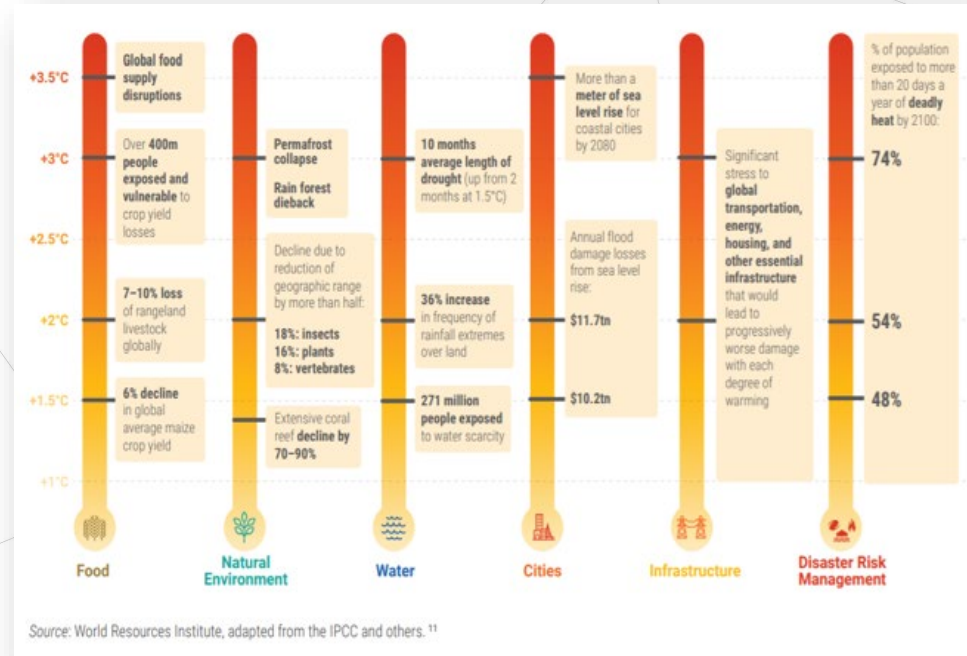 +3.5°C
+3°C
+2.5°C
+2°C
+1.5°C
+1°C
Global food
supply
disruptions
Over 400m
people
exposed and
vulnerable to
crop yield
losses
7–10% loss
of rangeland
livestock
globally
6% decline
in global
average maize
crop yield
Food
Permafrost
collapse
Rain forest
dieback
Decline due to
reduction of
geographic range
by more than half:
18%: insects
16%: plants
8%: vertebrates
Extensive coral
reef decline by
70–90%
Natural
Environment
10 months
average length of
drought (up from 2
months at 1.5°C)
36% increase
in frequency of
rainfall extremes
over land
271 million
people exposed
to water scarcity
Water
More than a
meter of sea
level rise for
coastal cities
by 2080
Annual flood
damage losses
from sea level
rise:
$11.7tn
$10.2tn
Cities
Significant
stress to
global
transportation,
energy,
housing, and
other essential
infrastructure
that would
lead to
progressively
worse damage
with each
degree of
warming
Infrastructure
% of population
exposed to more
than 20 days a
year of deadly
heat by 2100:
74%
54%
48%
Disaster Risk
Management
Source: World Resources Institute, adapted from the IPCC and others. 11